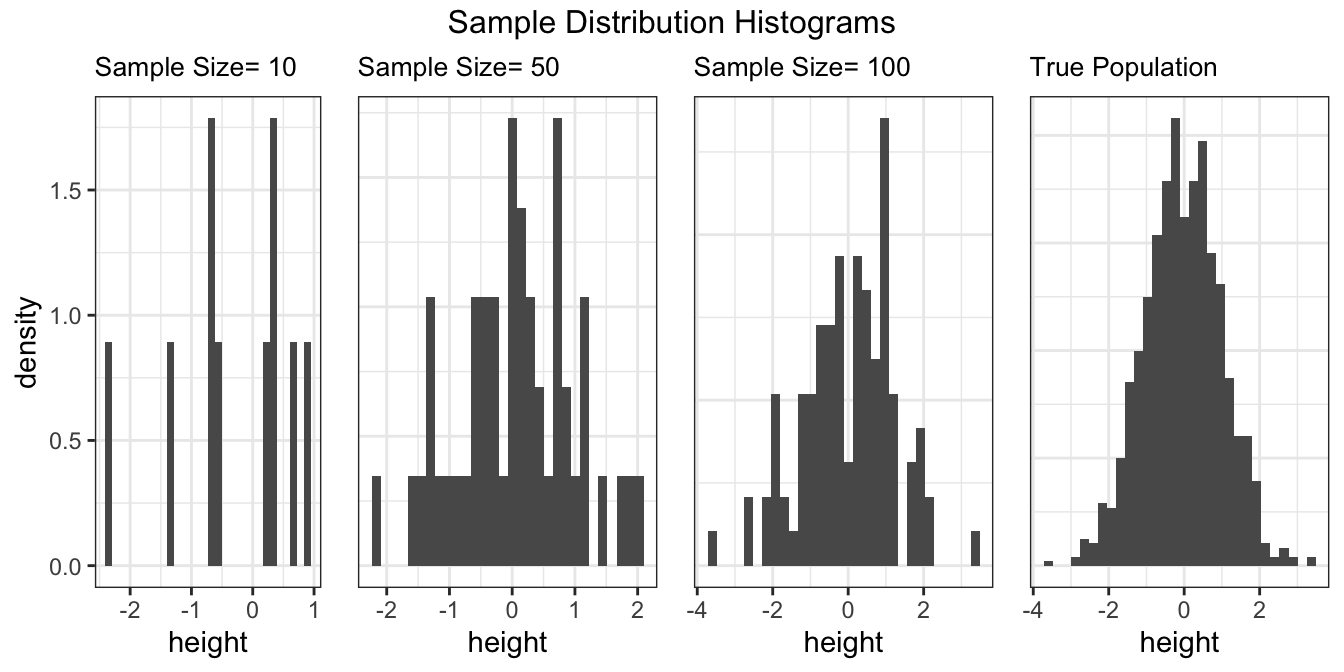 Sample Distribution Histograms
Sample Size= 10
Sample Size= 50
Sample Size= 100
True Population
density
1.5
1.0
0.5
0.0
-2 -1 0 1
-2 -1 0 1 2
-4 -2 0 2
-4 -2 0 2
height
height
height
height